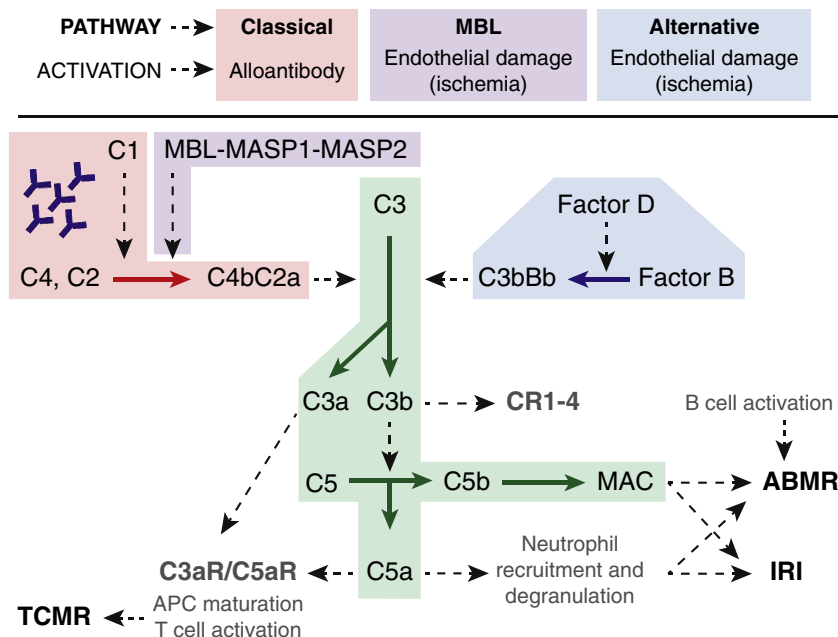 PATHWAY Classical MBL Alternative
ACTIVATION Alloantibody Endothelial damage Endothelial damage
(ischemia) (ischemia)
C1 MBL-MASP1-MASP2
C3 Factor D
C4, C2 C4bC2a C3bBb Factor B
C3a C3b CR1-4 B cell activation
C5 C5b MAC ABMR
C3aR/C5aR C5a Neutrophil
recruitment and
degranulation IRI
APC maturation
TCMR T cell activation